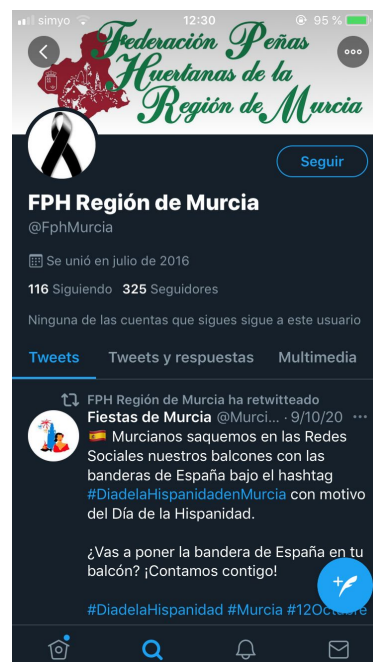 simyo 12:30 95 %
Federación Peñas
Huertanas de la
Región de Murcia
Seguir
FPH Región de Murcia
@FphMurcia
Se unió en julio de 2016
116 Siguiendo 325 Seguidores
Ninguna de las cuentas que sigues sigue a este usuario
Tweets Tweets y respuestas Multimedia
FPH Región de Murcia ha retwitteado
Fiestas de Murcia @Murci... · 9/10/20
Murcianos saquemos en las Redes
Sociales nuestros balcones con las
banderas de España bajo el hashtag
#DiadelaHispanidadenMurcia con motivo
del Día de la Hispanidad.
¿Vas a poner la bandera de España en tu
balcón? ¡Contamos contigo!
#DiadelaHispanidad #Murcia #12Octubre